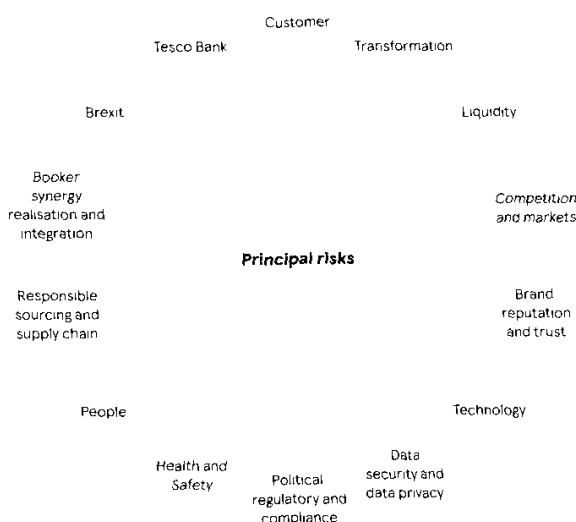 Customer
Tesco Bank
Transformation
Brexit
Liquidity
Booker
synergy
realisation and
integration
Competition
and markets
Principal risks
Responsible
sourcing and
supply chain
Brand
reputation
and trust
People
Technology
Health and
Safety
Political
regulatory and
compliance
Data
security and
data privacy